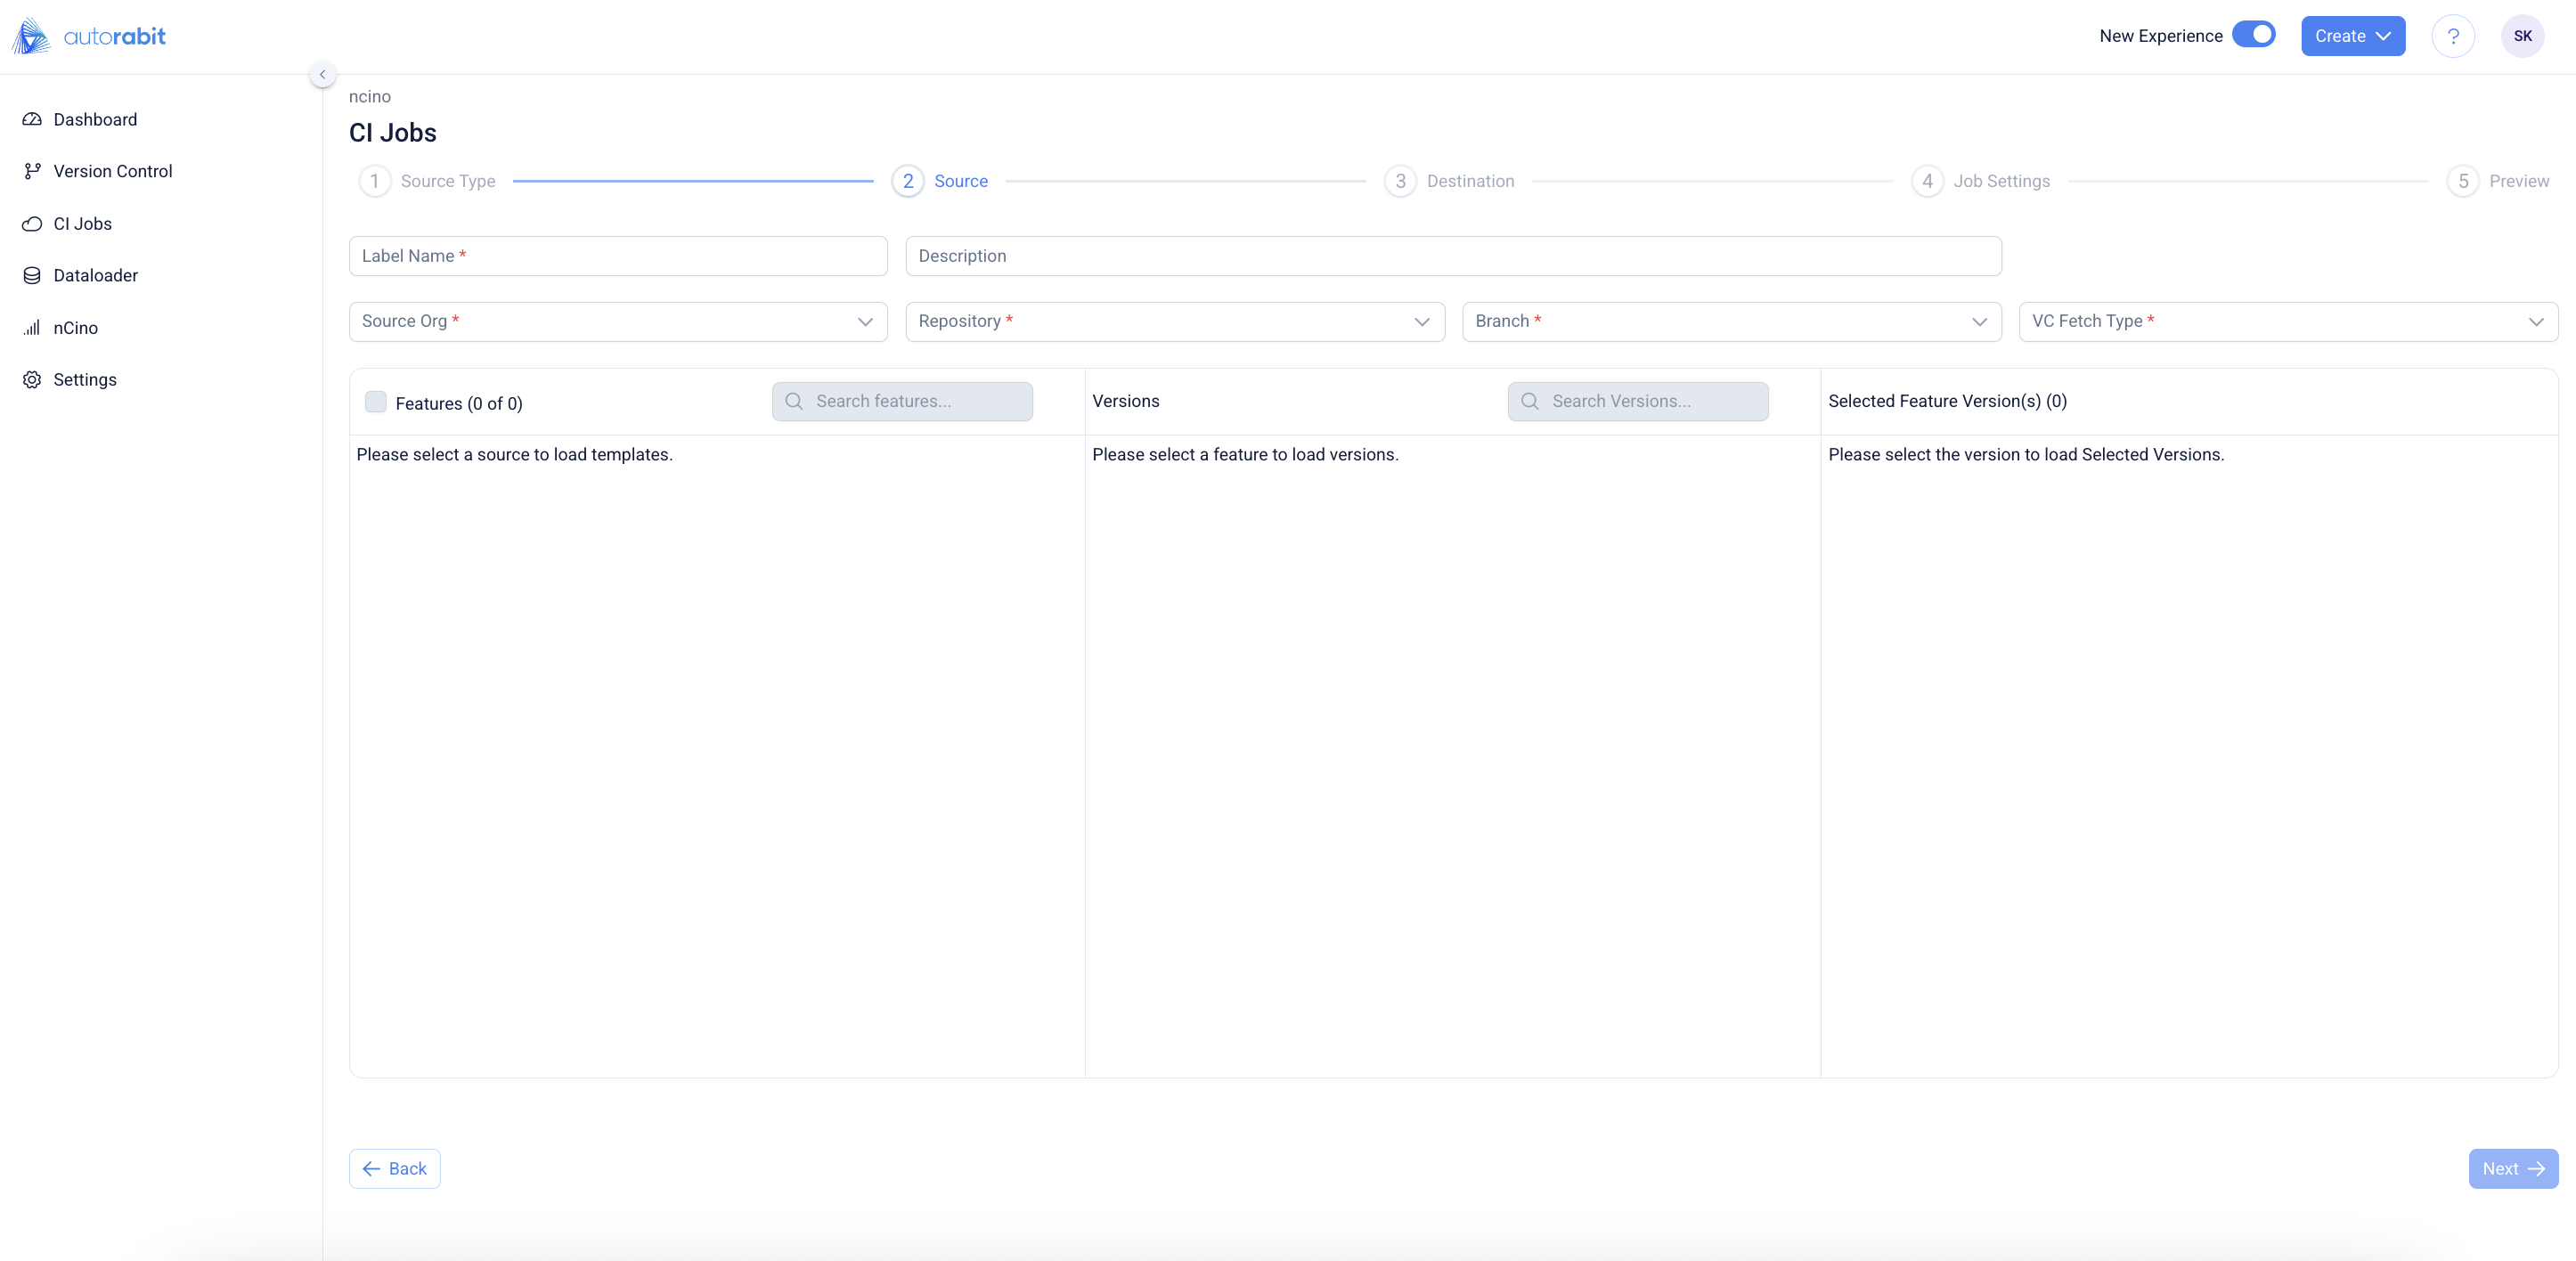 autorabit
New Experience
Create
?
SK
Dashboard
Version Control
CI Jobs
Dataloader
nCino
Settings
ncino
CI Jobs
1 Source Type
2 Source
3 Destination
4 Job Settings
5 Preview
Label Name *
Description
Source Org *
Repository *
Branch *
VC Fetch Type *
Features (0 of 0)
Search features...
Versions
Search Versions...
Selected Feature Version(s) (0)
Please select a source to load templates.
Please select a feature to load versions.
Please select the version to load Selected Versions.
Back
Next